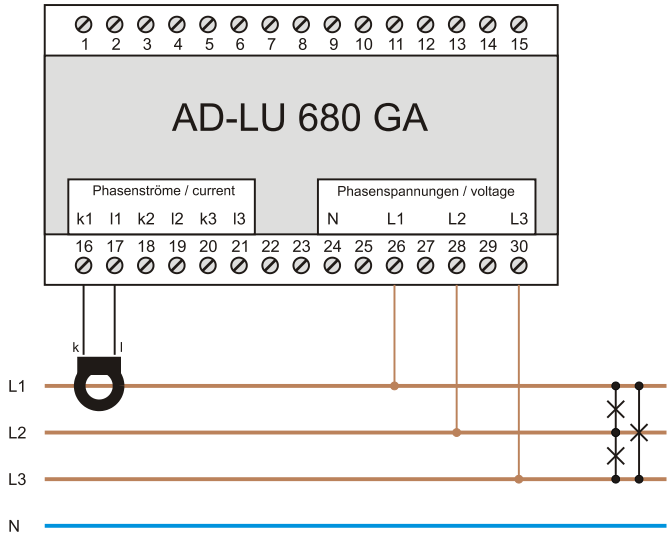 1 2 3 4 5 6 7 8 9 10 11 12 13 14 15
AD-LU 680 GA
Phasenströme / current
Phasenspannungen / voltage
k1 l1 k2 l2 k3 l3
N L1 L2 L3
16 17 18 19 20 21 22 23 24 25 26 27 28 29 30
k l
L1
L2
L3
N